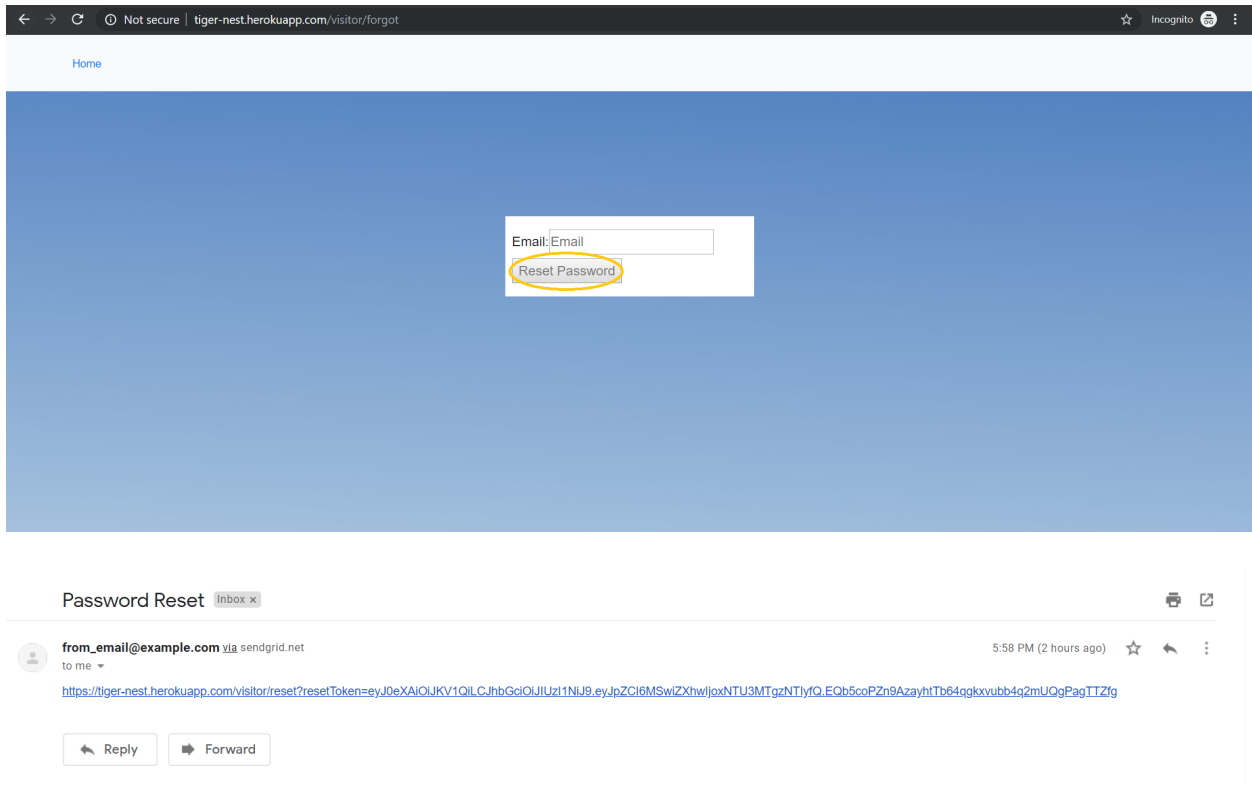 Not secure | tiger-nest.herokuapp.com/visitor/forgot Incognito
Home
Email: Email
Reset Password
Password Reset Inbox x
from_email@example.com via sendgrid.net 5:58 PM (2 hours ago)
to me
https://tiger-nest.herokuapp.com/visitor/reset?resetToken=eyJ0eXAiOiJKV1QiLCJhbGciOiJIUzI1NiJ9.eyJpZCI6MSwiZXhwIjoxNTU3MTgzNTIyfQ.EQb5coPZn9AzayhtTb64qgkxvubb4q2mUQgPagTTZfg
Reply Forward